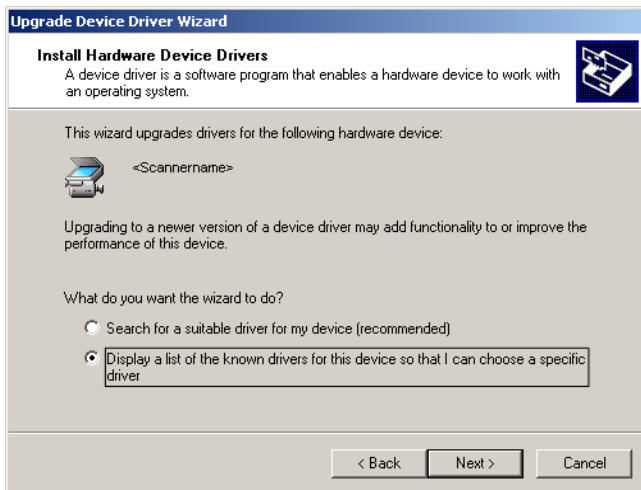 Upgrade Device Driver Wizard
Install Hardware Device Drivers
A device driver is a software program that enables a hardware device to work with
an operating system.
This wizard upgrades drivers for the following hardware device:
<Scannername>
Upgrading to a newer version of a device driver may add functionality to or improve the
performance of this device.
What do you want the wizard to do?
Search for a suitable driver for my device (recommended)
Display a list of the known drivers for this device so that I can choose a specific
driver
< Back Next > Cancel